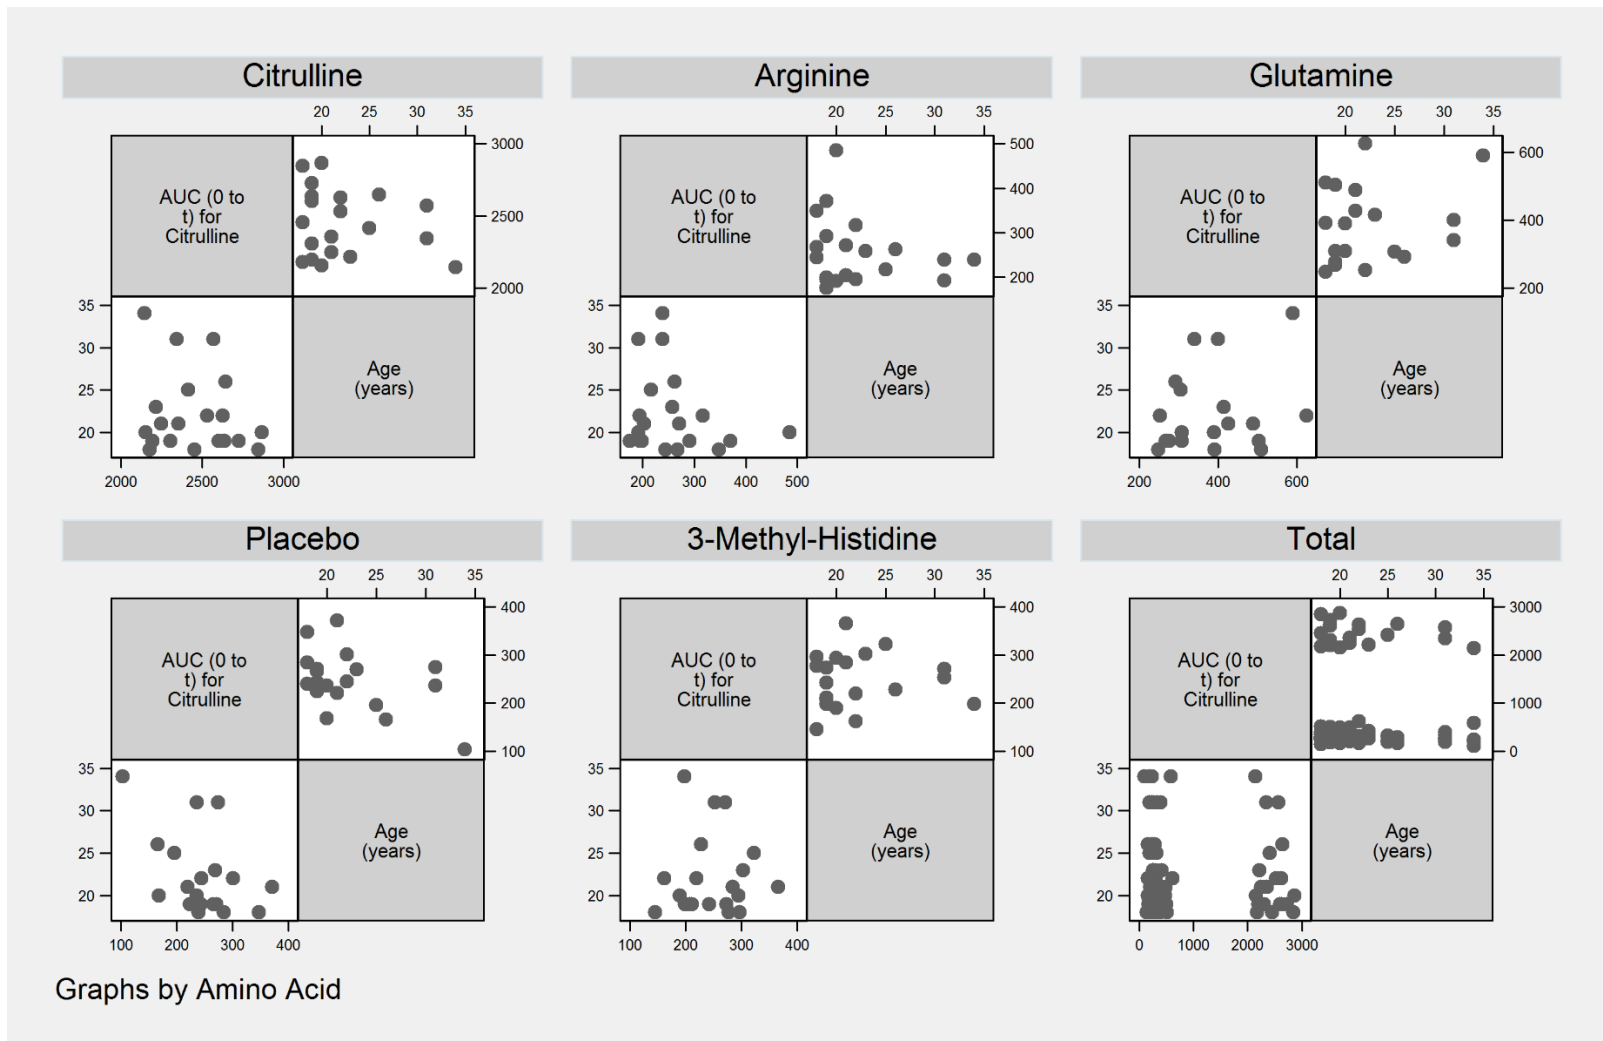 Citrulline
Arginine
Glutamine
20 25 31 35
20 25 31 35
20 25 31 35
AUC (0 to
t) for
Citrulline
3000
2500
2000
AUC (0 to
t) for
Citrulline
500
400
300
200
AUC (0 to
t) for
Citrulline
600
400
200
35
30
25
20
Age
(years)
35
30
25
20
Age
(years)
35
30
25
20
Age
(years)
2000 2500 3000
200 300 400 500
200 400 600
Placebo
3-Methyl-Histidine
Total
20 25 31 35
20 25 31 35
20 25 31 35
AUC (0 to
t) for
Citrulline
400
300
200
100
AUC (0 to
t) for
Citrulline
400
300
200
100
AUC (0 to
t) for
Citrulline
3000
2000
1000
0
35
30
25
20
Age
(years)
35
30
25
20
Age
(years)
35
30
25
20
Age
(years)
100 200 300 400
100 200 300 400
0 1000 2000 3000
Graphs by Amino Acid